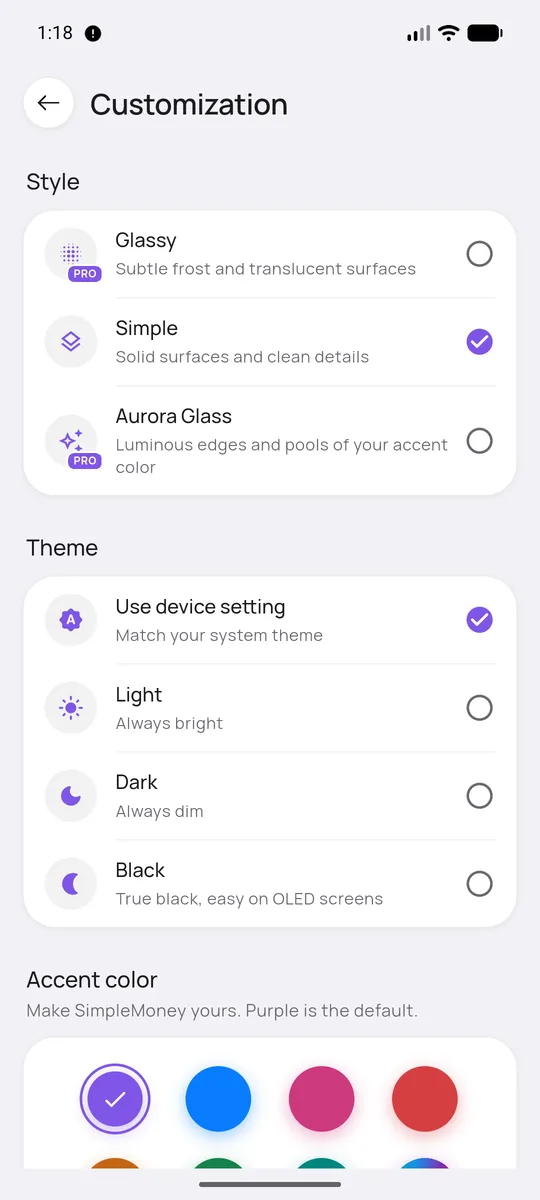 1:18
Customization
Style
Glassy
Subtle frost and translucent surfaces
PRO
Simple
Solid surfaces and clean details
Aurora Glass
Luminous edges and pools of your accent
color
PRO
Theme
A
Use device setting
Match your system theme
Light
Always bright
Dark
Always dim
Black
True black, easy on OLED screens
Accent color
Make SimpleMoney yours. Purple is the default.